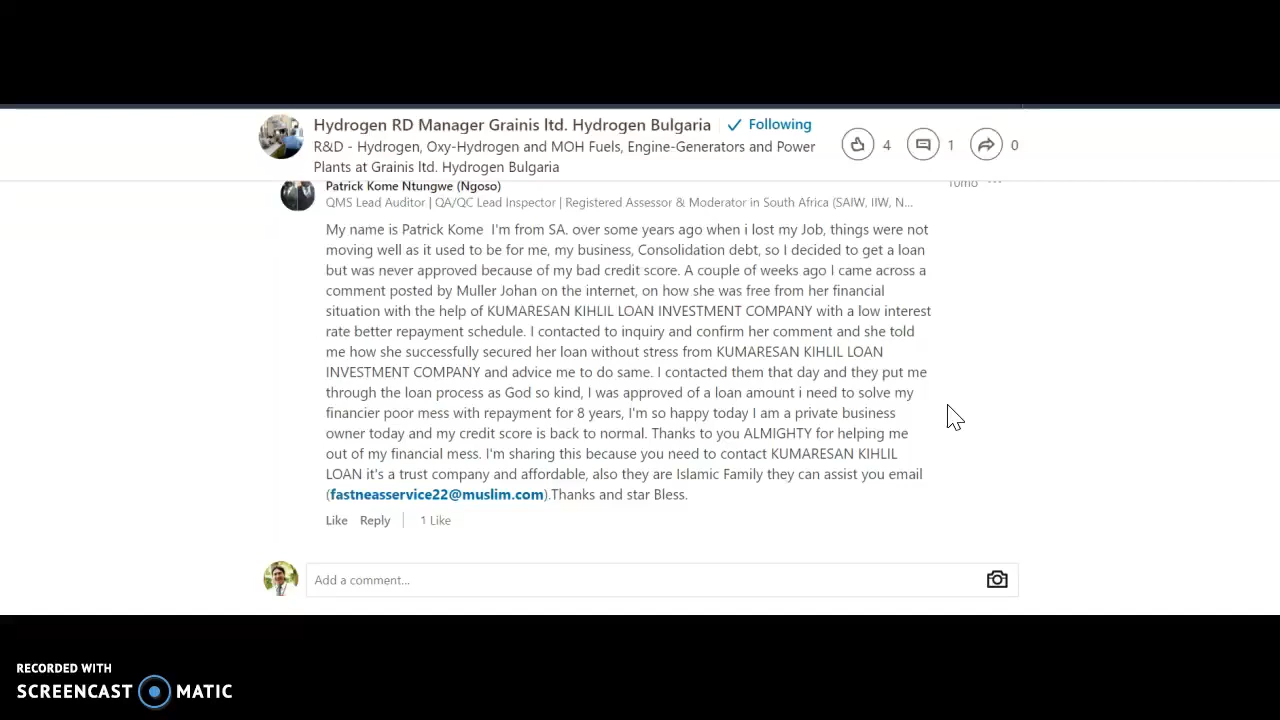 Hydrogen RD Manager Grainis ltd. Hydrogen Bulgaria
Following
R&D - Hydrogen, Oxy-Hydrogen and MOH Fuels, Engine-Generators and Power
Plants at Grainis ltd. Hydrogen Bulgaria
4
1
0
Patrick Kome Ntungwe (Ngoso)
10mo ...
QMS Lead Auditor | QA/QC Lead Inspector | Registered Assessor & Moderator in South Africa (SAIW, IIW, N...
My name is Patrick Kome I'm from SA. over some years ago when i lost my Job, things were not
moving well as it used to be for me, my business, Consolidation debt, so I decided to get a loan
but was never approved because of my bad credit score. A couple of weeks ago I came across a
comment posted by Muller Johan on the internet, on how she was free from her financial
situation with the help of KUMARESAN KIHLIL LOAN INVESTMENT COMPANY with a low interest
rate better repayment schedule. I contacted to inquiry and confirm her comment and she told
me how she successfully secured her loan without stress from KUMARESAN KIHLIL LOAN
INVESTMENT COMPANY and advice me to do same. I contacted them that day and they put me
through the loan process as God so kind, I was approved of a loan amount i need to solve my
financier poor mess with repayment for 8 years, I'm so happy today I am a private business
owner today and my credit score is back to normal. Thanks to you ALMIGHTY for helping me
out of my financial mess. I'm sharing this because you need to contact KUMARESAN KIHLIL
LOAN it's a trust company and affordable, also they are Islamic Family they can assist you email
(fastneasservice22@muslim.com).Thanks and star Bless.
Like Reply 1 Like
Add a comment...
RECORDED WITH
SCREENCAST MATIC